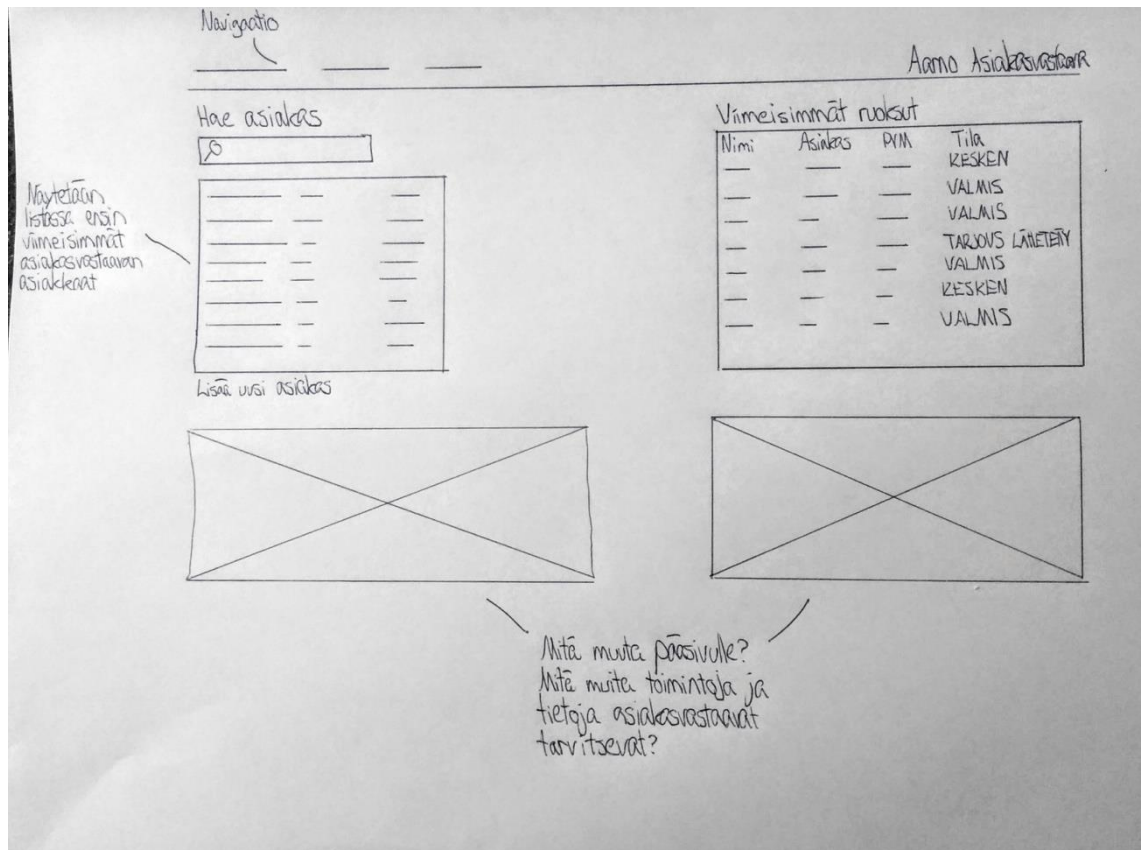 Navigaatio
Aarno Asiakasvastaava
Hae asiakas
Näytetään
listassa ensin
viimeisimmät
asiakasvastaavan
asiakkaat
Lisää uusi asiakas
Viimeisimmät
Nimi Asiakas PVM Tila
KESKEN
VALMIS
VALMIS
TARJOUS LÄHETETTY
VALMIS
KESKEN
VALMIS
Mitä muuta pääsivulle?
Mitä muita toimintoja ja
tietoja asiakasvastaavat
tarvitsevat?